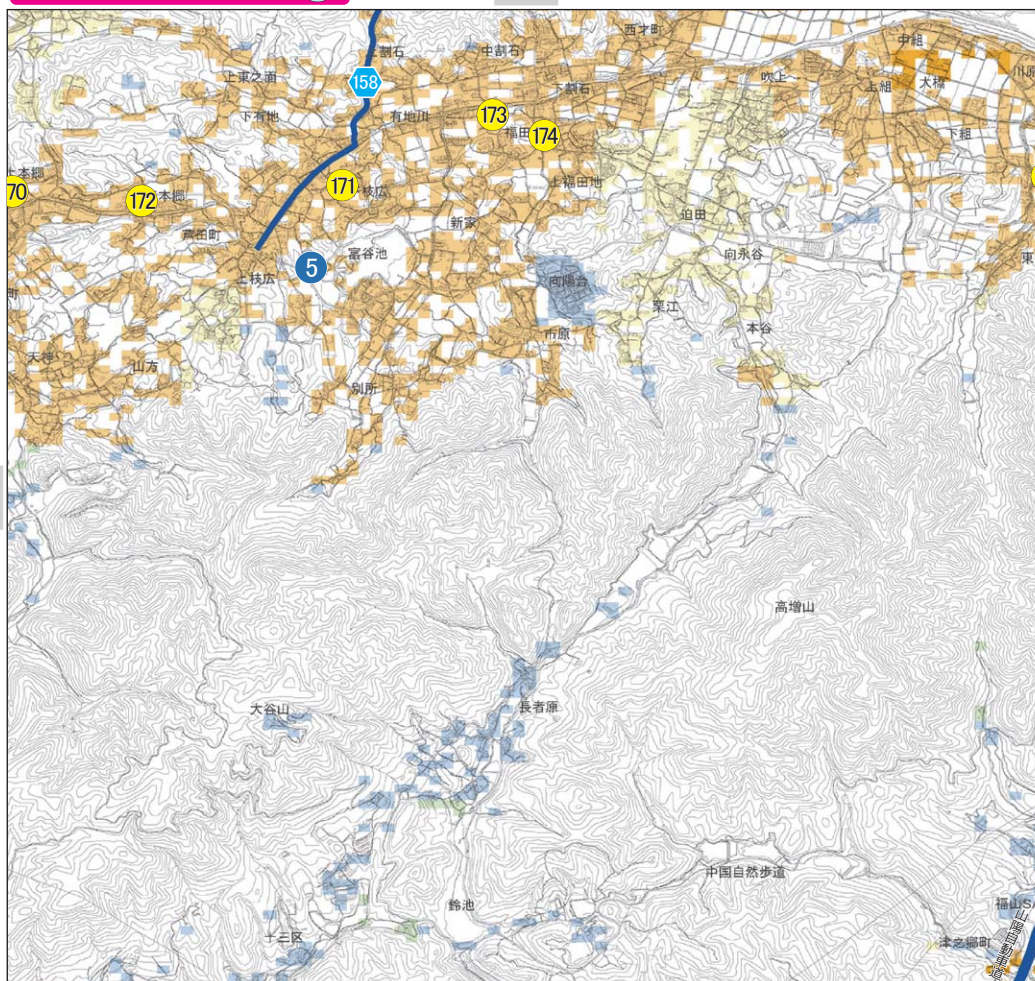 西才町
中組
上割石
中割石
川原
158
上東之面
下割石
吹上
上組
大橋
173
下有地
有地川
福田
174
下組
上本郷
170
172
本郷
171
下枝広
上福田地
迫田
芦田町
新家
富谷池
向永谷
東
上枝広
5
向陽台
栗江
町
市原
本谷
天神
山方
別所
高増山
大谷山
長者原
中国自然歩道
鈴池
福山SA
十三区
津之郷町
山陽自動車道